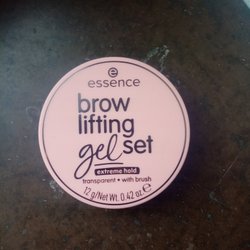 essence
brow
lifting
gel set
extreme hold
transparent • with brush
12 g/Net Wt. 0.42 oz.℮